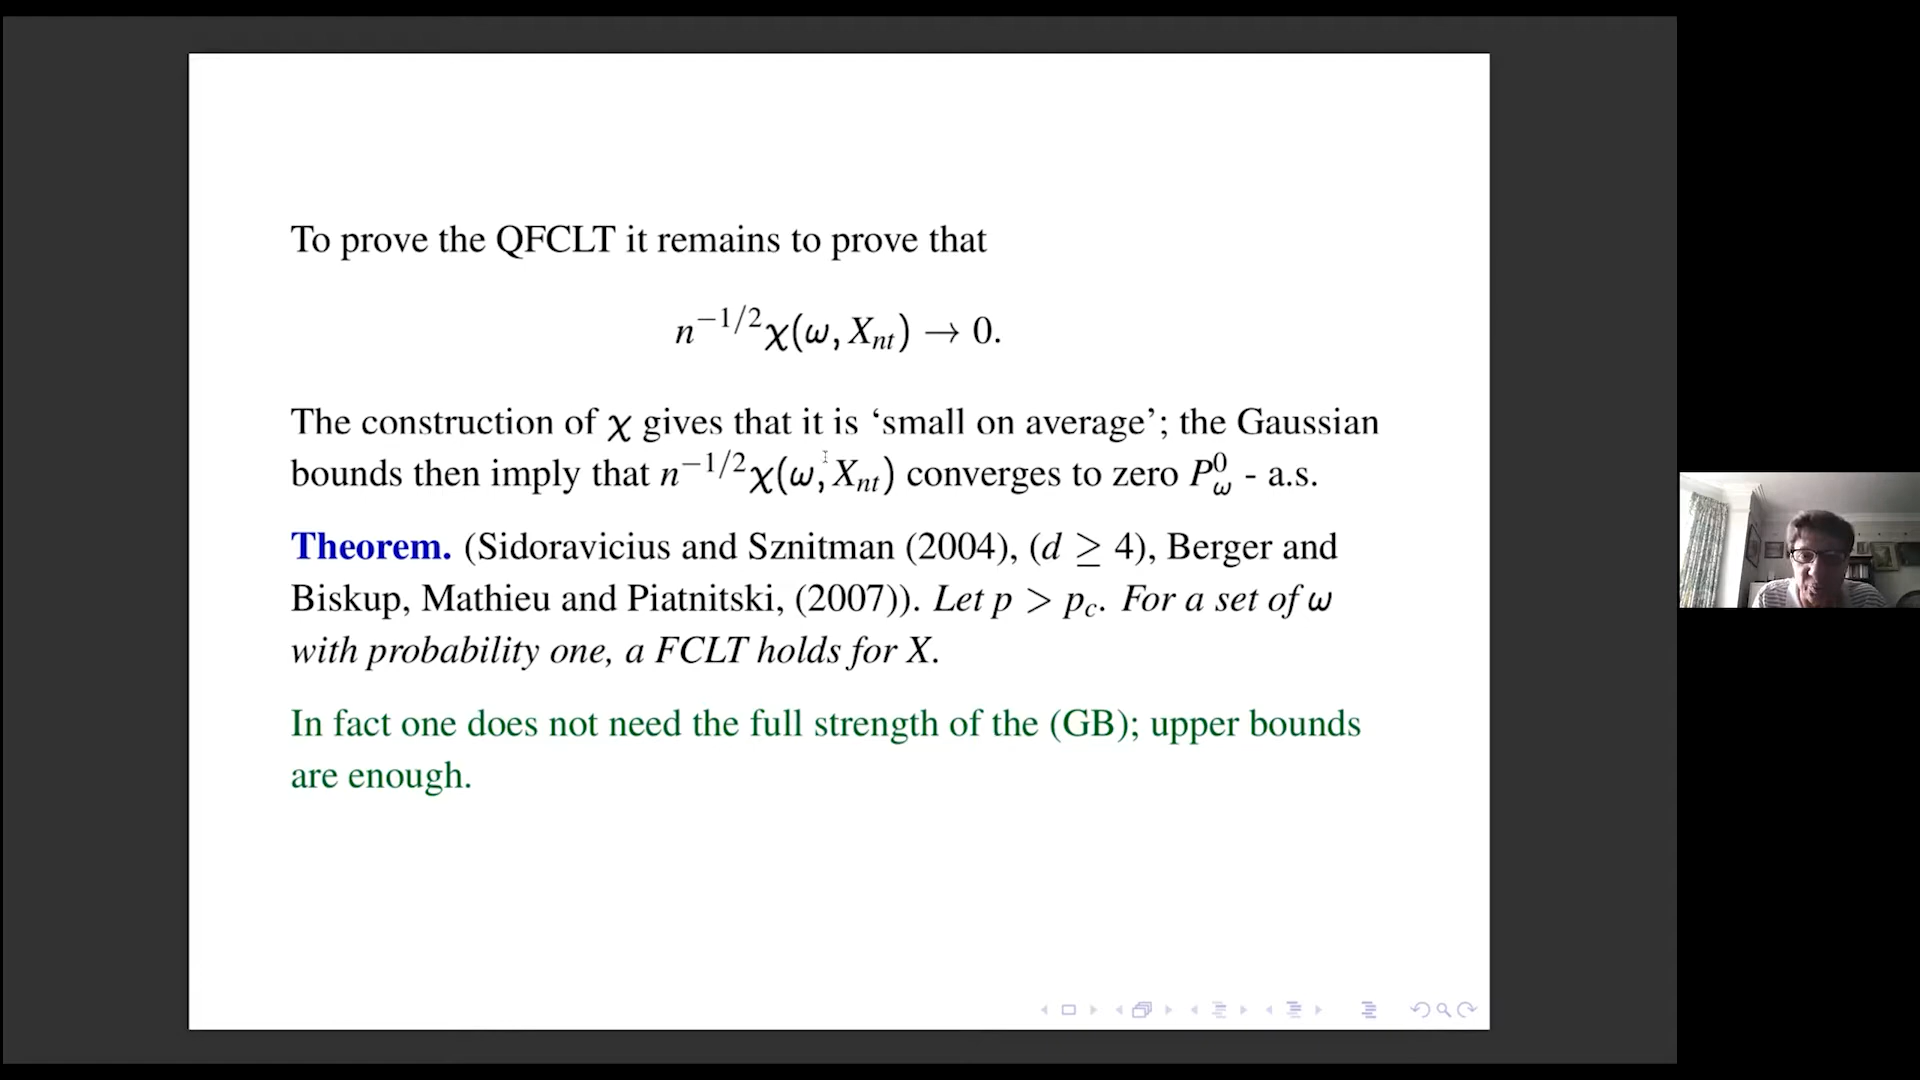 To prove the QFCLT it remains to prove that
n^{−1/2}χ(ω, X_{nt}) → 0.
The construction of χ gives that it is ‘small on average’; the Gaussian
bounds then imply that n^{−1/2}χ(ω, X_{nt}) converges to zero P^0_ω - a.s.
Theorem. (Sidoravicius and Sznitman (2004), (d ≥ 4), Berger and
Biskup, Mathieu and Piatnitski, (2007)). Let p > p_c. For a set of ω
with probability one, a FCLT holds for X.
In fact one does not need the full strength of the (GB); upper bounds
are enough.